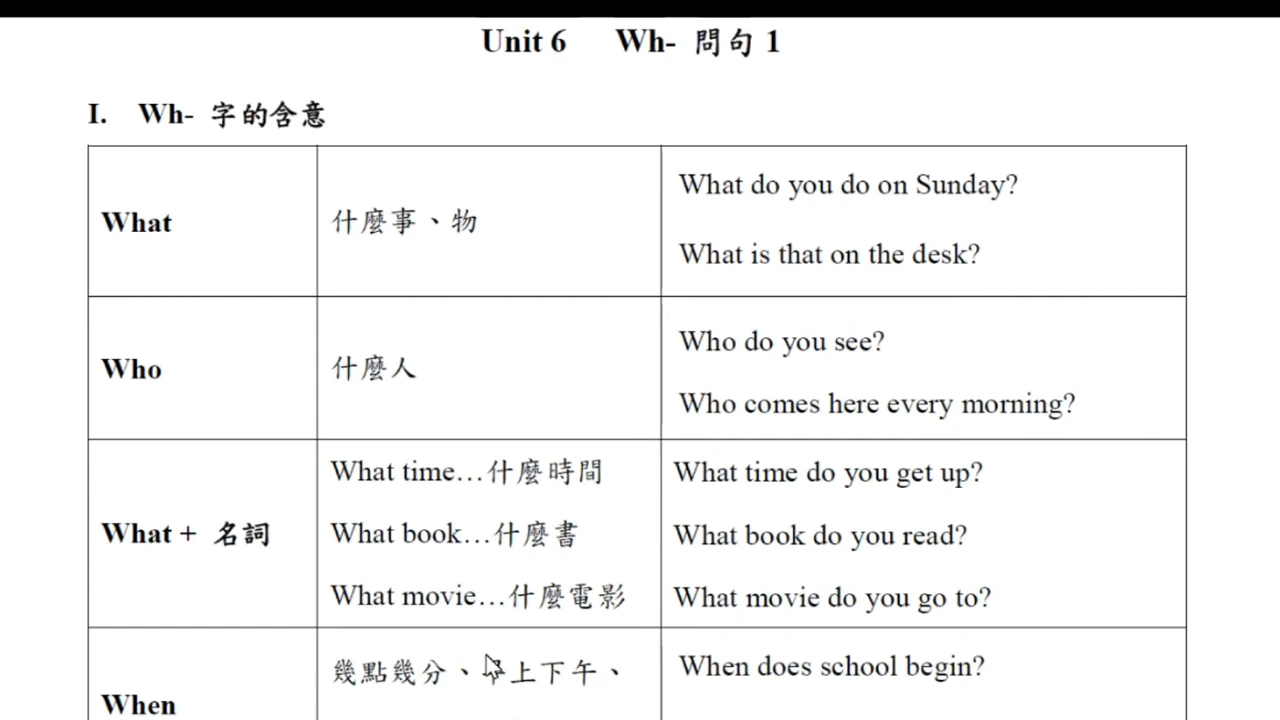 Unit 6 Wh- 問句 1
I. Wh- 字的含意
What
什麼事、物
What do you do on Sunday?
What is that on the desk?
Who
什麼人
Who do you see?
Who comes here every morning?
What + 名詞
What time…什麼時間
What book…什麼書
What movie…什麼電影
What time do you get up?
What book do you read?
What movie do you go to?
When
幾點幾分、上下午、
When does school begin?